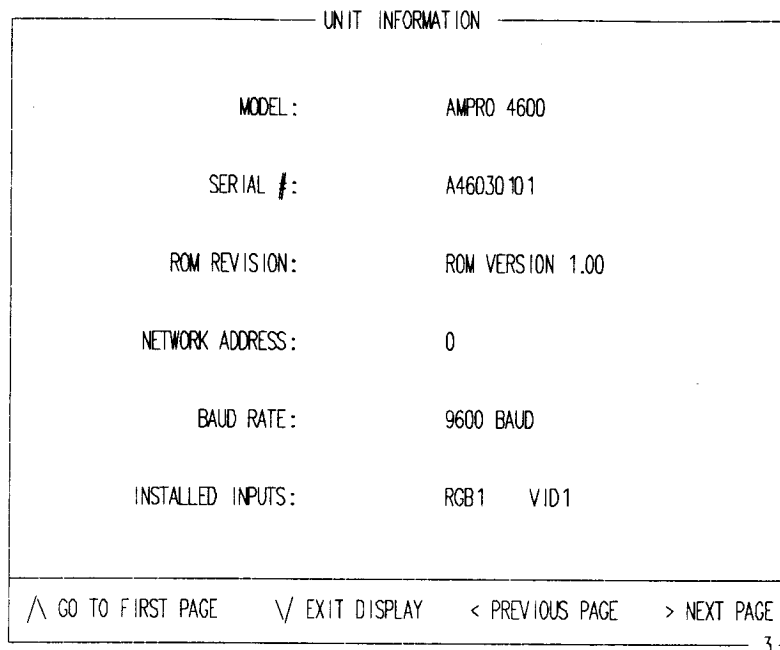 UNIT INFORMATION
MODEL: AMPRO 4600
SERIAL #: A46030101
ROM REVISION: ROM VERSION 1.00
NETWORK ADDRESS: 0
BAUD RATE: 9600 BAUD
INSTALLED INPUTS: RGB1 VID1
/\ GO TO FIRST PAGE \/ EXIT DISPLAY < PREVIOUS PAGE > NEXT PAGE
3